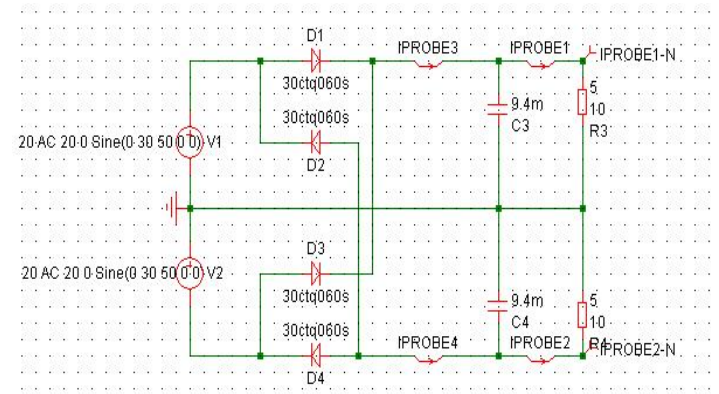 D1
IPROBE3
IPROBE1
IPROBE1-N
30ctq060s
5
10
R3
9.4m
C3
30ctq060s
20 AC 20 0 Sine(0 30 50 0 0) V1
D2
D3
20 AC 20 0 Sine(0 30 50 0 0) V2
30ctq060s
9.4m
C4
5
10
R4
30ctq060s
IPROBE4
IPROBE2
IPROBE2-N
D4